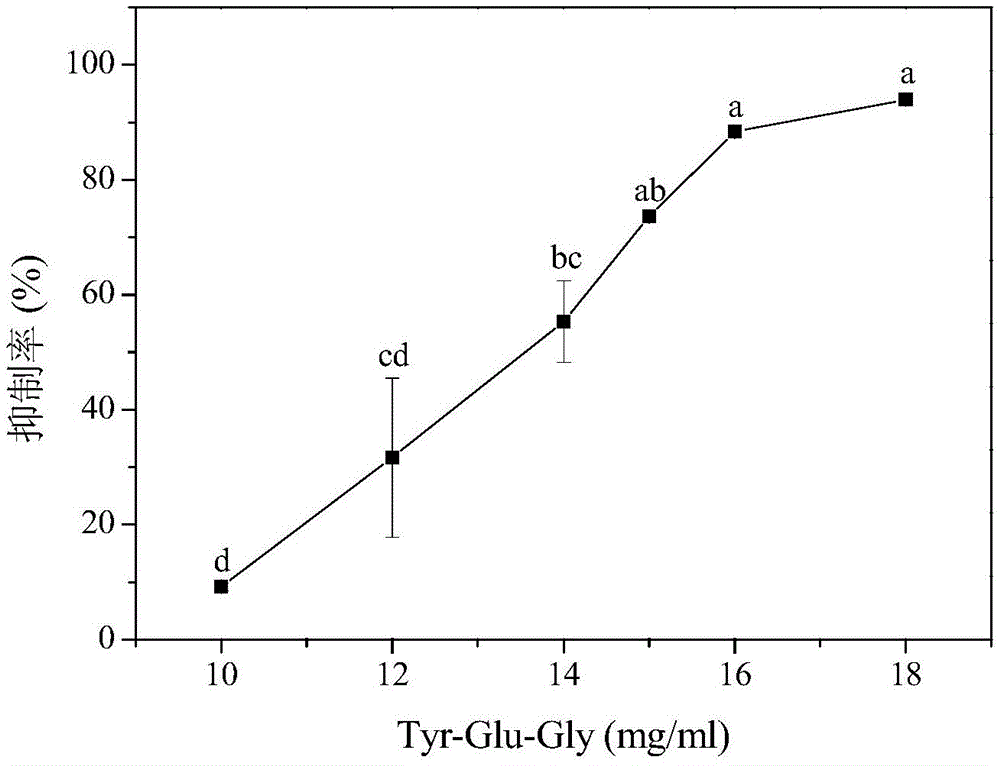 100
80
60
40
20
0
抑制率 (%)
d
cd
bc
ab
a
a
10 12 14 16 18
Tyr-Glu-Gly (mg/ml)